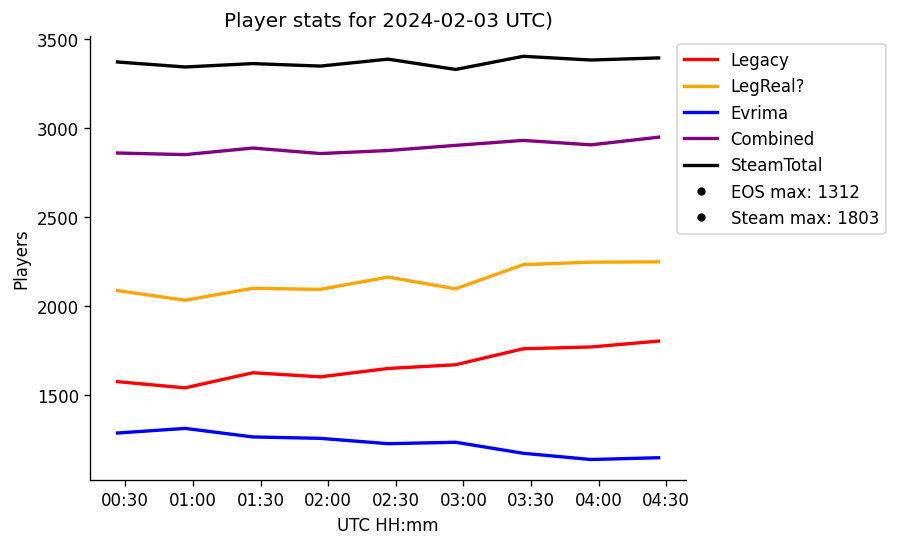 Player stats for 2024-02-03 UTC)
3500
3000
2500
2000
1500
Players
00:30 01:00 01:30 02:00 02:30 03:00 03:30 04:00 04:30
UTC HH:mm
Legacy
LegReal?
Evrima
Combined
SteamTotal
EOS max: 1312
Steam max: 1803